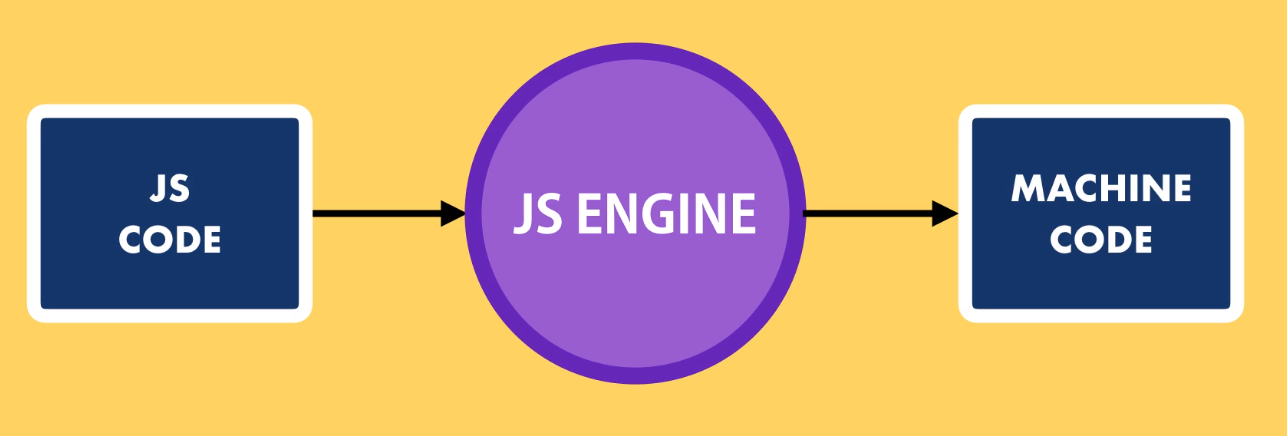 JS
CODE
JS ENGINE
MACHINE
CODE